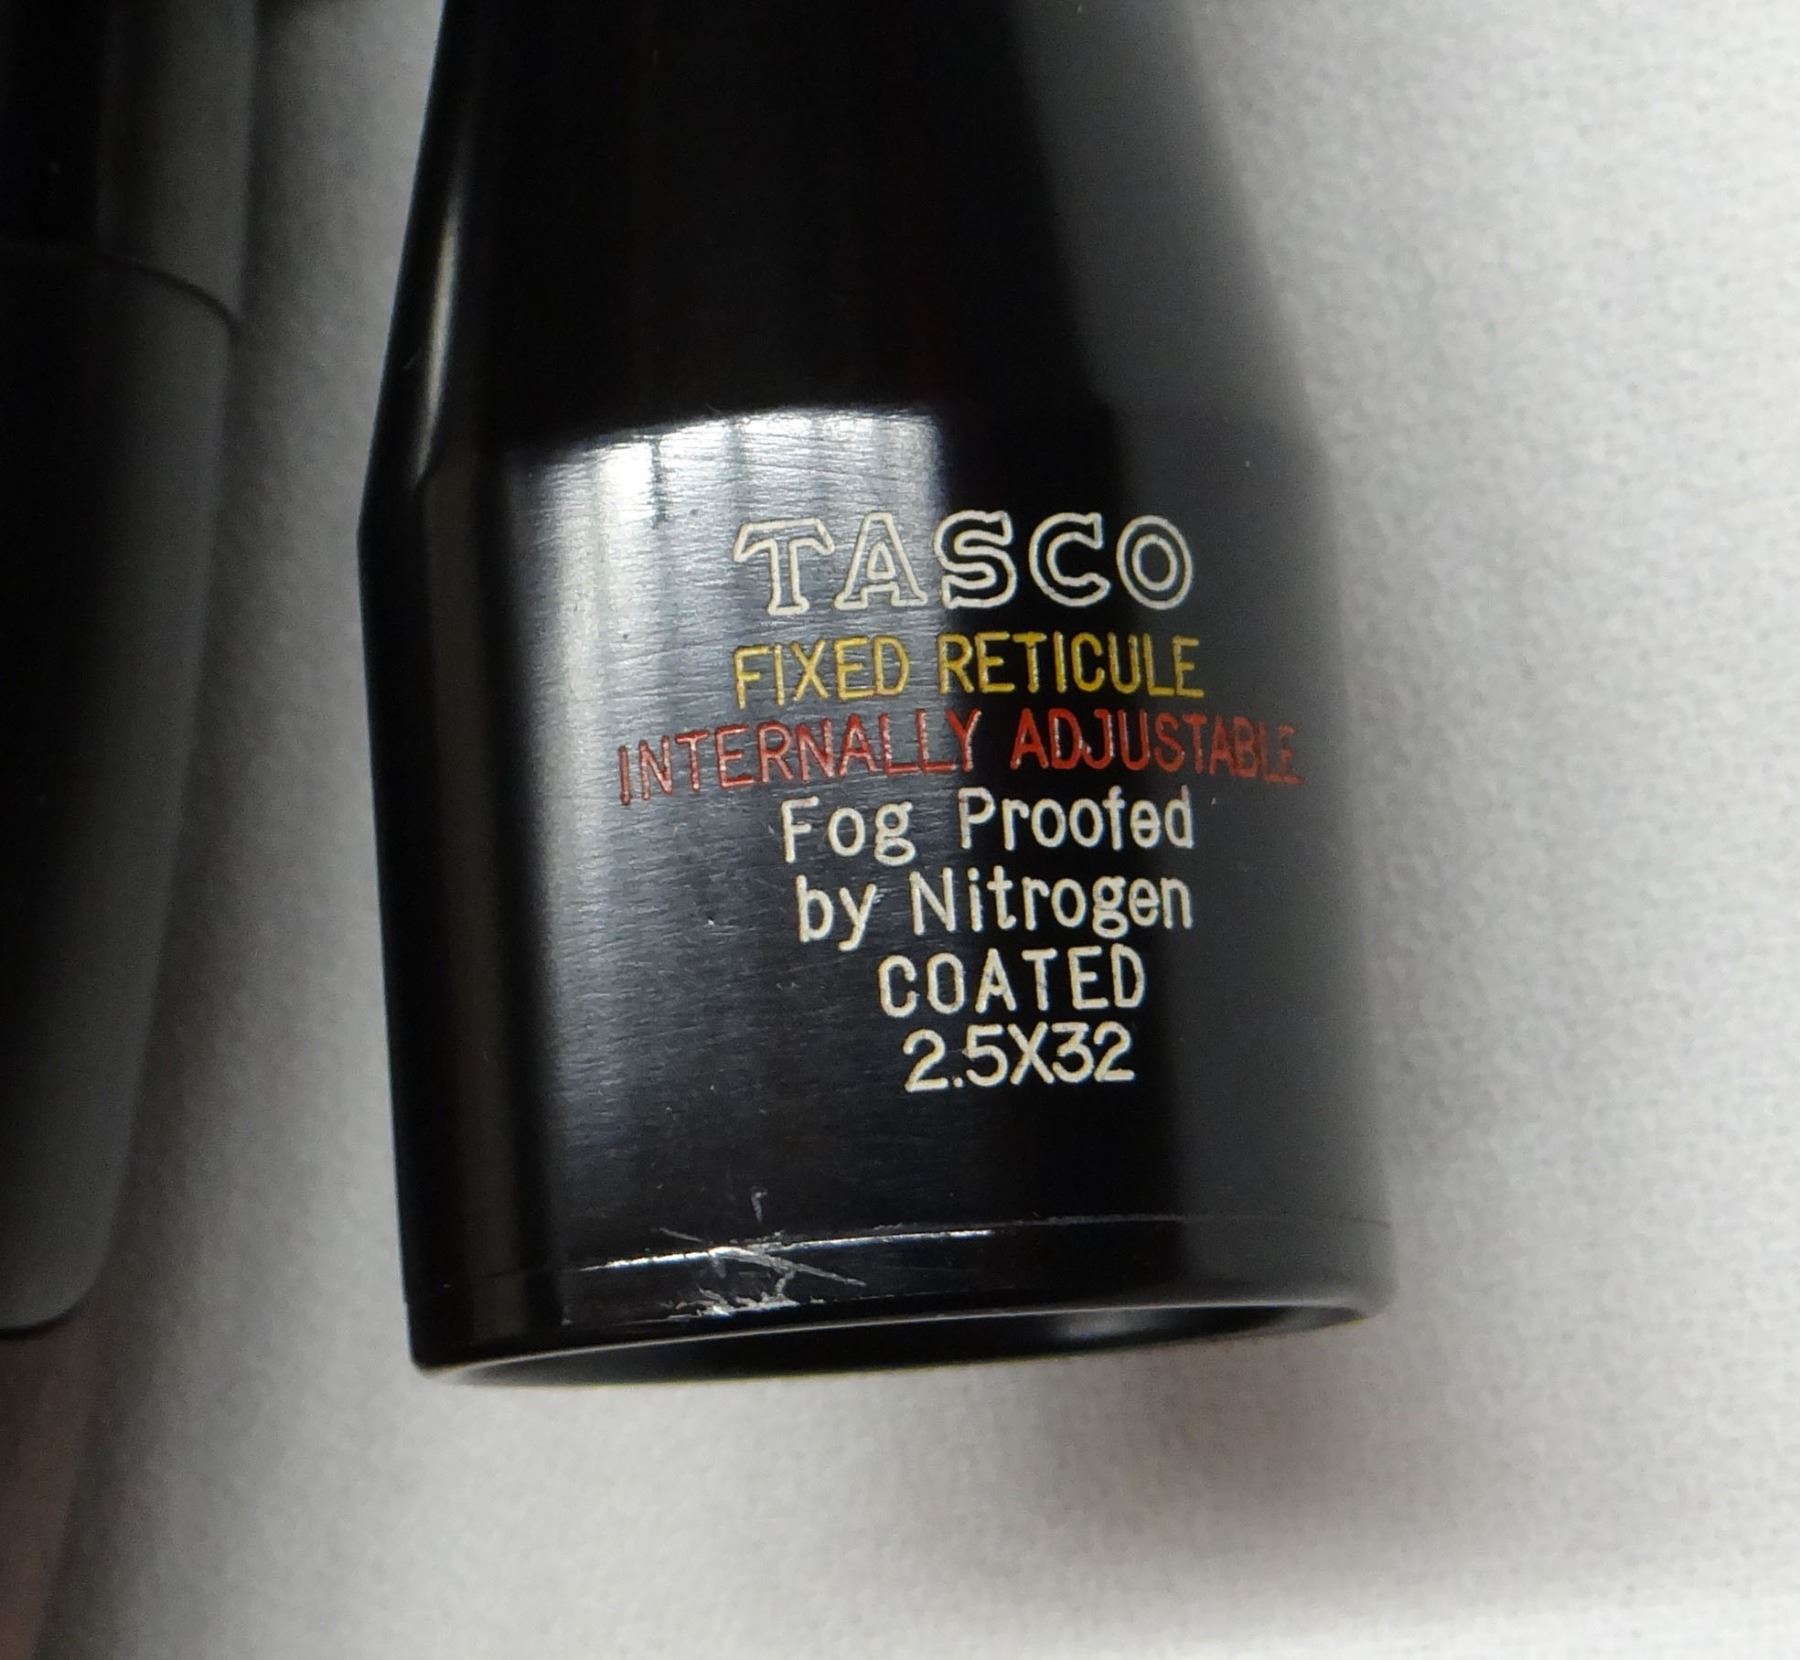 TASCO
FIXED RETICULE
INTERNALLY ADJUSTABLE
Fog Proofed
by Nitrogen
COATED
2.5X32